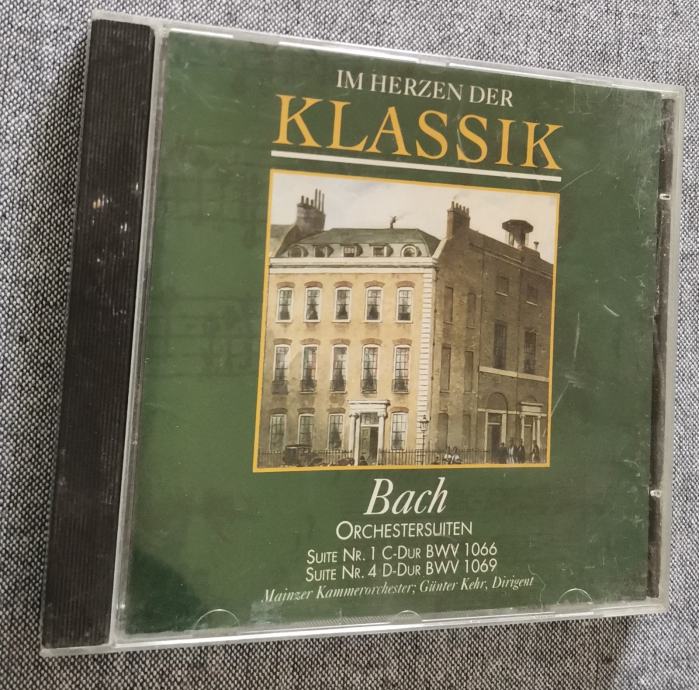 IM HERZEN DER
KLASSIK
Bach
ORCHESTERSUITEN
SUITE NR. 1 C-DUR BWV 1066
SUITE NR. 4 D-DUR BWV 1069
Mainzer Kammerorchester; Günter Kehr, Dirigent